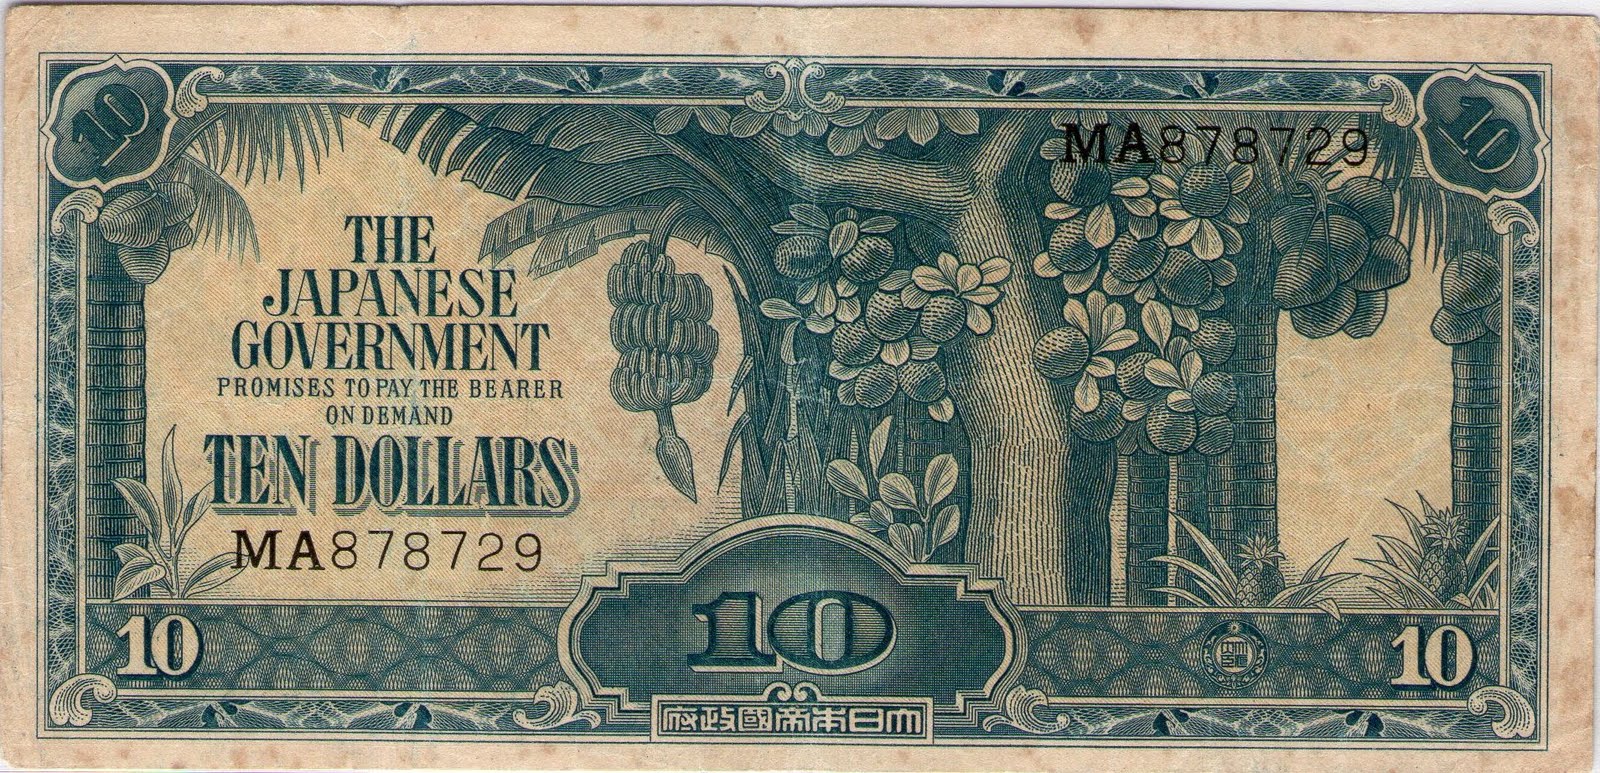 10
10
MA878729
THE
JAPANESE
GOVERNMENT
PROMISES TO PAY THE BEARER
ON DEMAND
TEN DOLLARS
MA878729
10
10
10
大日本帝國政府